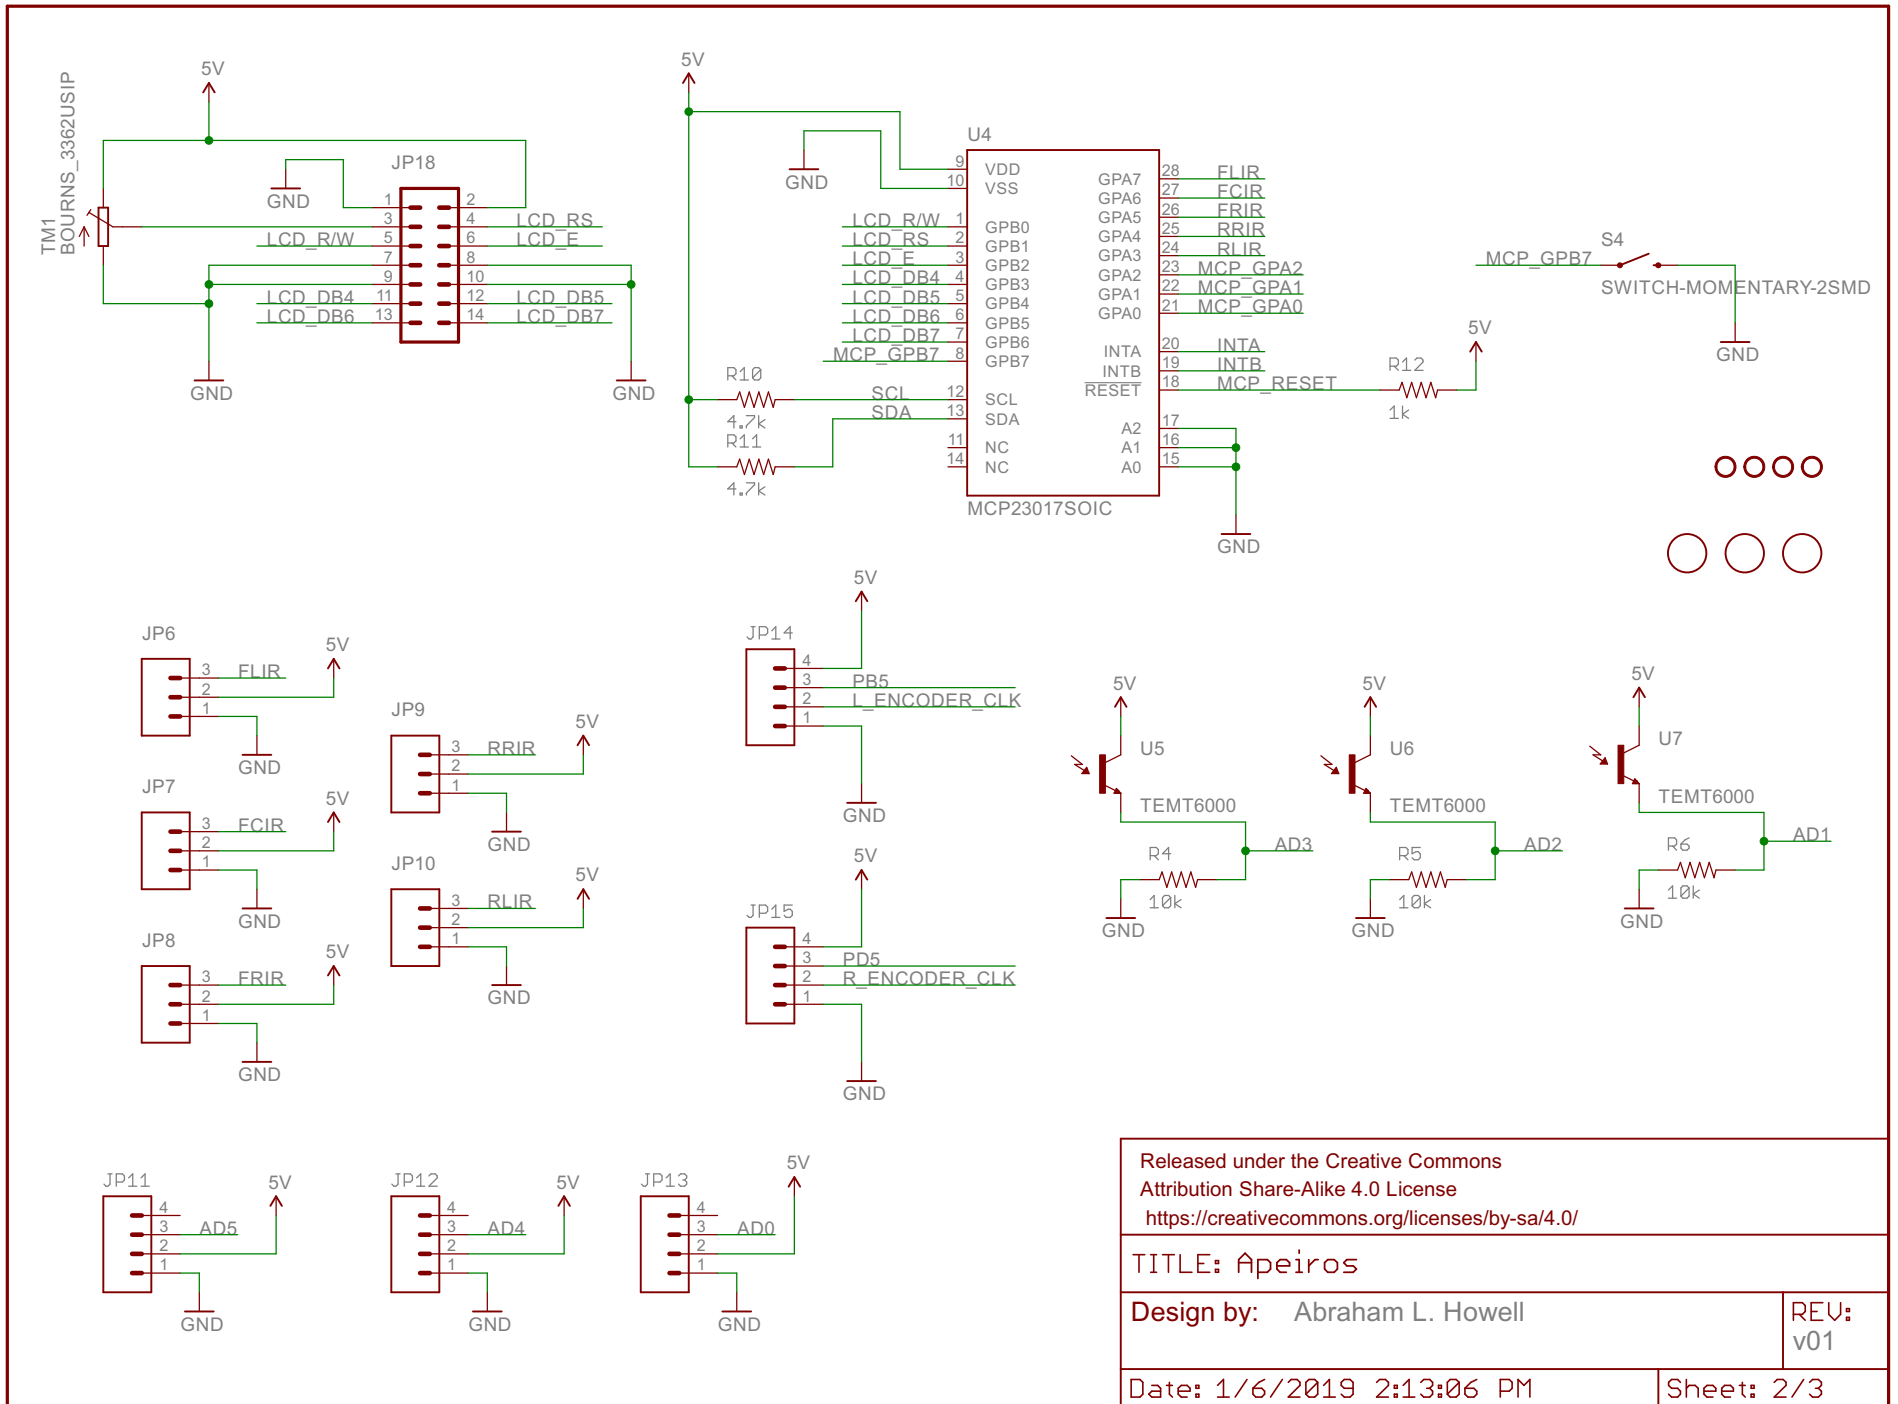 TM1
BOURNS_3362USIP
5V
GND
JP18
1
2
3
4
5
6
7
8
9
10
11
12
13
14
LCD_RS
LCD_R/W
LCD_E
LCD_DB4
LCD_DB5
LCD_DB6
LCD_DB7
GND
GND
5V
GND
U4
9 VDD
10 VSS
LCD_R/W 1 GPB0
LCD_RS 2 GPB1
LCD_E 3 GPB2
LCD_DB4 4 GPB3
LCD_DB5 5 GPB4
LCD_DB6 6 GPB5
LCD_DB7 7 GPB6
MCP_GPB7 8 GPB7
SCL 12 SCL
SDA 13 SDA
11 NC
14 NC
R10
4.7k
R11
4.7k
GPA7 28 FLIR
GPA6 27 FCIR
GPA5 26 FRIR
GPA4 25 RRIR
GPA3 24 RLIR
GPA2 23 MCP_GPA2
GPA1 22 MCP_GPA1
GPA0 21 MCP_GPA0
INTA 20 INTA
INTB 19 INTB
RESET 18 MCP_RESET
A2 17
A1 16
A0 15
MCP23017SOIC
GND
R12
1k
5V
MCP_GPB7
S4
SWITCH-MOMENTARY-2SMD
GND
JP6
3 FLIR
2
1
5V
GND
JP7
3 FCIR
2
1
5V
GND
JP8
3 FRIR
2
1
5V
GND
JP9
3 RRIR
2
1
5V
GND
JP10
3 RLIR
2
1
5V
GND
JP14
5V
4
3 PB5
2 L_ENCODER_CLK
1
GND
JP15
5V
4
3 PD5
2 R_ENCODER_CLK
1
GND
5V
U5
TEMT6000
R4
10k
AD3
GND
5V
U6
TEMT6000
R5
10k
AD2
GND
5V
U7
TEMT6000
R6
10k
AD1
GND
JP11
4
3 AD5
2
1
5V
GND
JP12
4
3 AD4
2
1
5V
GND
JP13
4
3 AD0
2
1
5V
GND
Released under the Creative Commons
Attribution Share-Alike 4.0 License
https://creativecommons.org/licenses/by-sa/4.0/
TITLE: Apeiros
Design by: Abraham L. Howell
REV:
v01
Date: 1/6/2019 2:13:06 PM
Sheet: 2/3